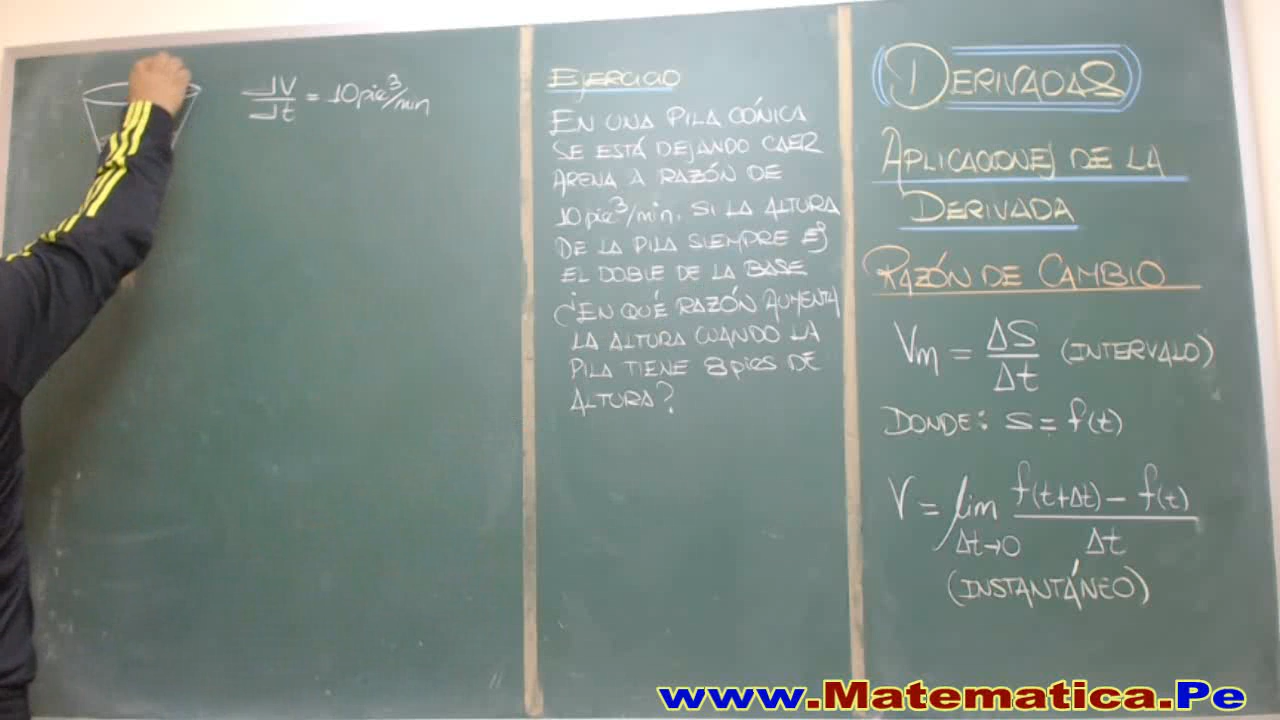 dV/dt = 10pie³/min
EJERCICIO
EN UNA PILA CÓNICA
SE ESTÁ DEJANDO CAER
ARENA A RAZÓN DE
10pie³/min. SI LA ALTURA
DE LA PILA SIEMPRE ES
EL DOBLE DE LA BASE
¿EN QUÉ RAZÓN AUMENTA
LA ALTURA CUANDO LA
PILA TIENE 8pies DE
ALTURA?
DERIVADAS
APLICACIONES DE LA
DERIVADA
RAZÓN DE CAMBIO
Vm = ΔS/Δt (INTERVALO)
DONDE: s = f(t)
V = lim Δt→0 f(t+Δt) - f(t) / Δt
(INSTANTÁNEO)
www.Matematica.Pe